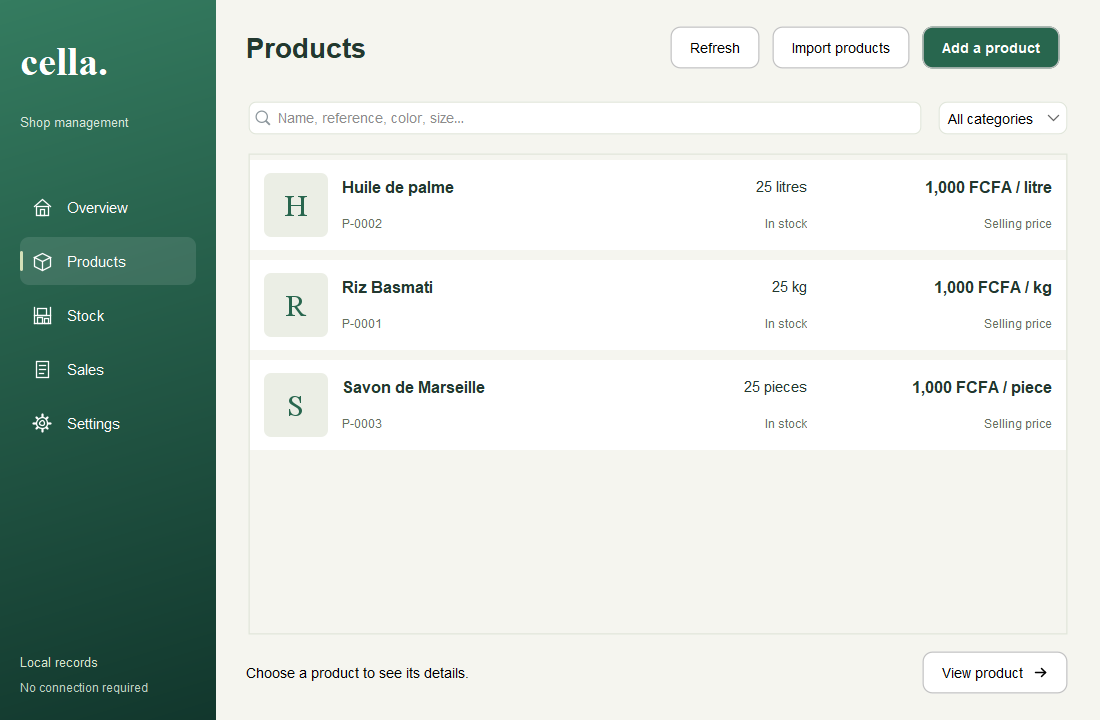 cella.
Shop management
Overview
Products
Stock
Sales
Settings
Local records
No connection required
Products
Refresh
Import products
Add a product
Name, reference, color, size...
All categories
H
Huile de palme
25 litres
1,000 FCFA / litre
P-0002
In stock
Selling price
R
Riz Basmati
25 kg
1,000 FCFA / kg
P-0001
In stock
Selling price
S
Savon de Marseille
25 pieces
1,000 FCFA / piece
P-0003
In stock
Selling price
Choose a product to see its details.
View product →